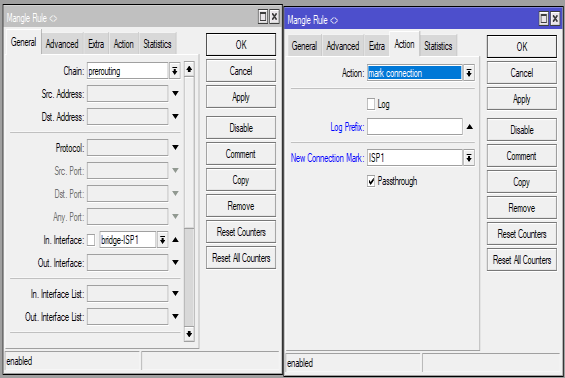 Mangle Rule <>
General Advanced Extra Action Statistics
Chain: prerouting
Src. Address:
Dst. Address:
Protocol:
Src. Port:
Dst. Port:
Any. Port:
In. Interface: bridge-ISP1
Out. Interface:
In. Interface List:
Out. Interface List:
OK
Cancel
Apply
Disable
Comment
Copy
Remove
Reset Counters
Reset All Counters
enabled
Mangle Rule <>
General Advanced Extra Action Statistics
Action: mark connection
Log
Log Prefix:
New Connection Mark: ISP1
Passthrough
OK
Cancel
Apply
Disable
Comment
Copy
Remove
Reset Counters
Reset All Counters
enabled